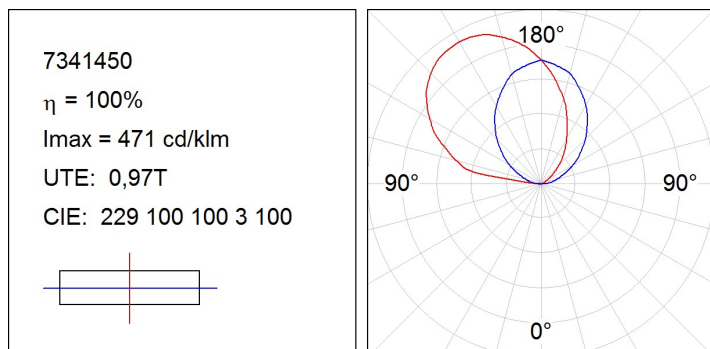 7341450
η = 100%
Imax = 471 cd/klm
UTE: 0,97T
CIE: 229 100 100 3 100
180°
90°
90°
0°